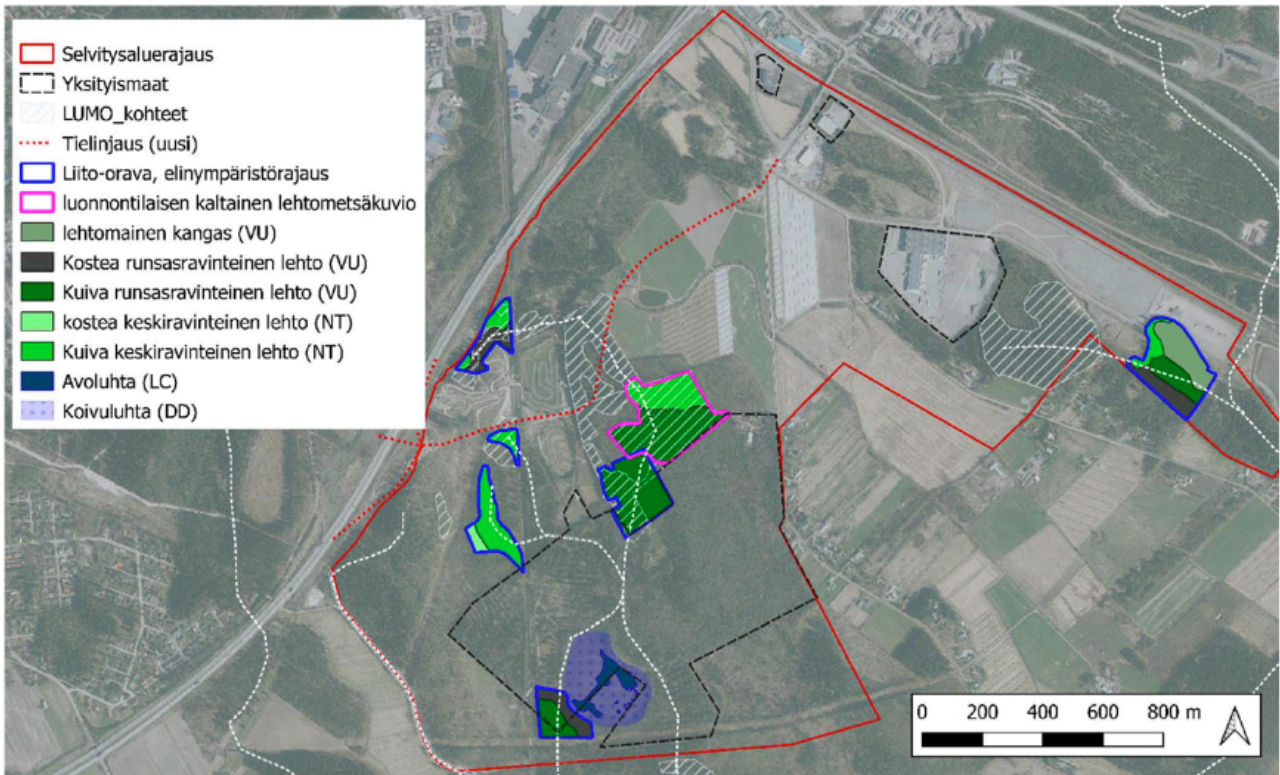 Selvitysaluerajaus
Yksityismaat
LUMO_kohteet
Tielinjaus (uusi)
Liito-orava, elinympäristörajaus
luonnontilaisen kaltainen lehtometsäkuvio
lehtomainen kangas (VU)
Kostea runsasravinteinen lehto (VU)
Kuiva runsasravinteinen lehto (VU)
kostea keskiravinteinen lehto (NT)
Kuiva keskiravinteinen lehto (NT)
Avoluhta (LC)
Koivuluhta (DD)
0 200 400 600 800 m